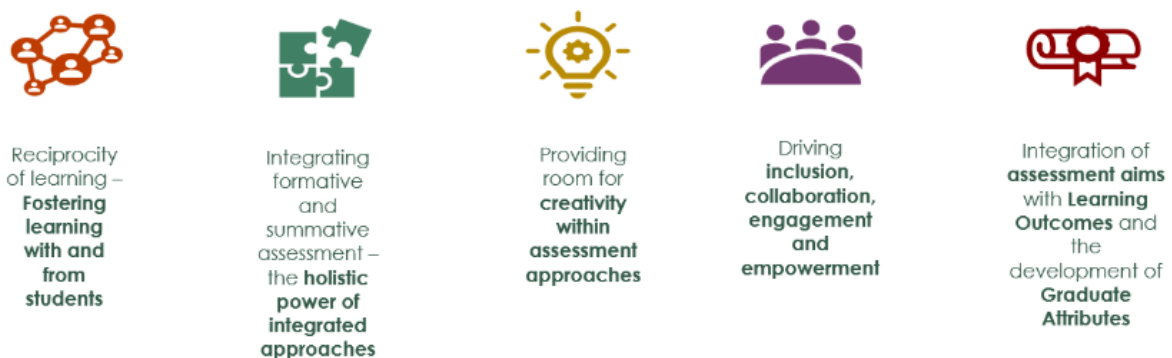 Reciprocity
of learning –
Fostering
learning
with and
from
students
Integrating
formative
and
summative
assessment –
the holistic
power of
integrated
approaches
Providing
room for
creativity
within
assessment
approaches
Driving
inclusion,
collaboration,
engagement
and
empowerment
Integration of
assessment aims
with Learning
Outcomes and
the
development of
Graduate
Attributes